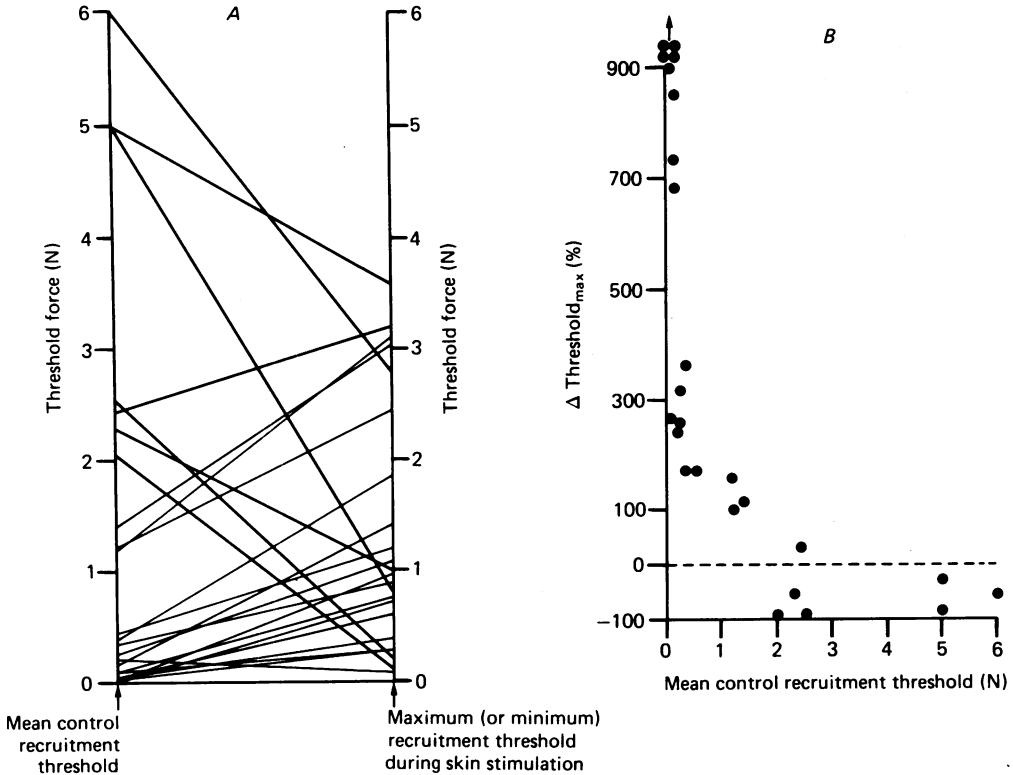 A
6
5
4
3
2
1
0
Threshold force (N)
6
5
4
3
2
1
0
Threshold force (N)
Mean control
recruitment
threshold
Maximum (or minimum)
recruitment threshold
during skin stimulation
B
900
700
500
300
100
0
−100
Δ Threshold max (%)
0 1 2 3 4 5 6
Mean control recruitment threshold (N)